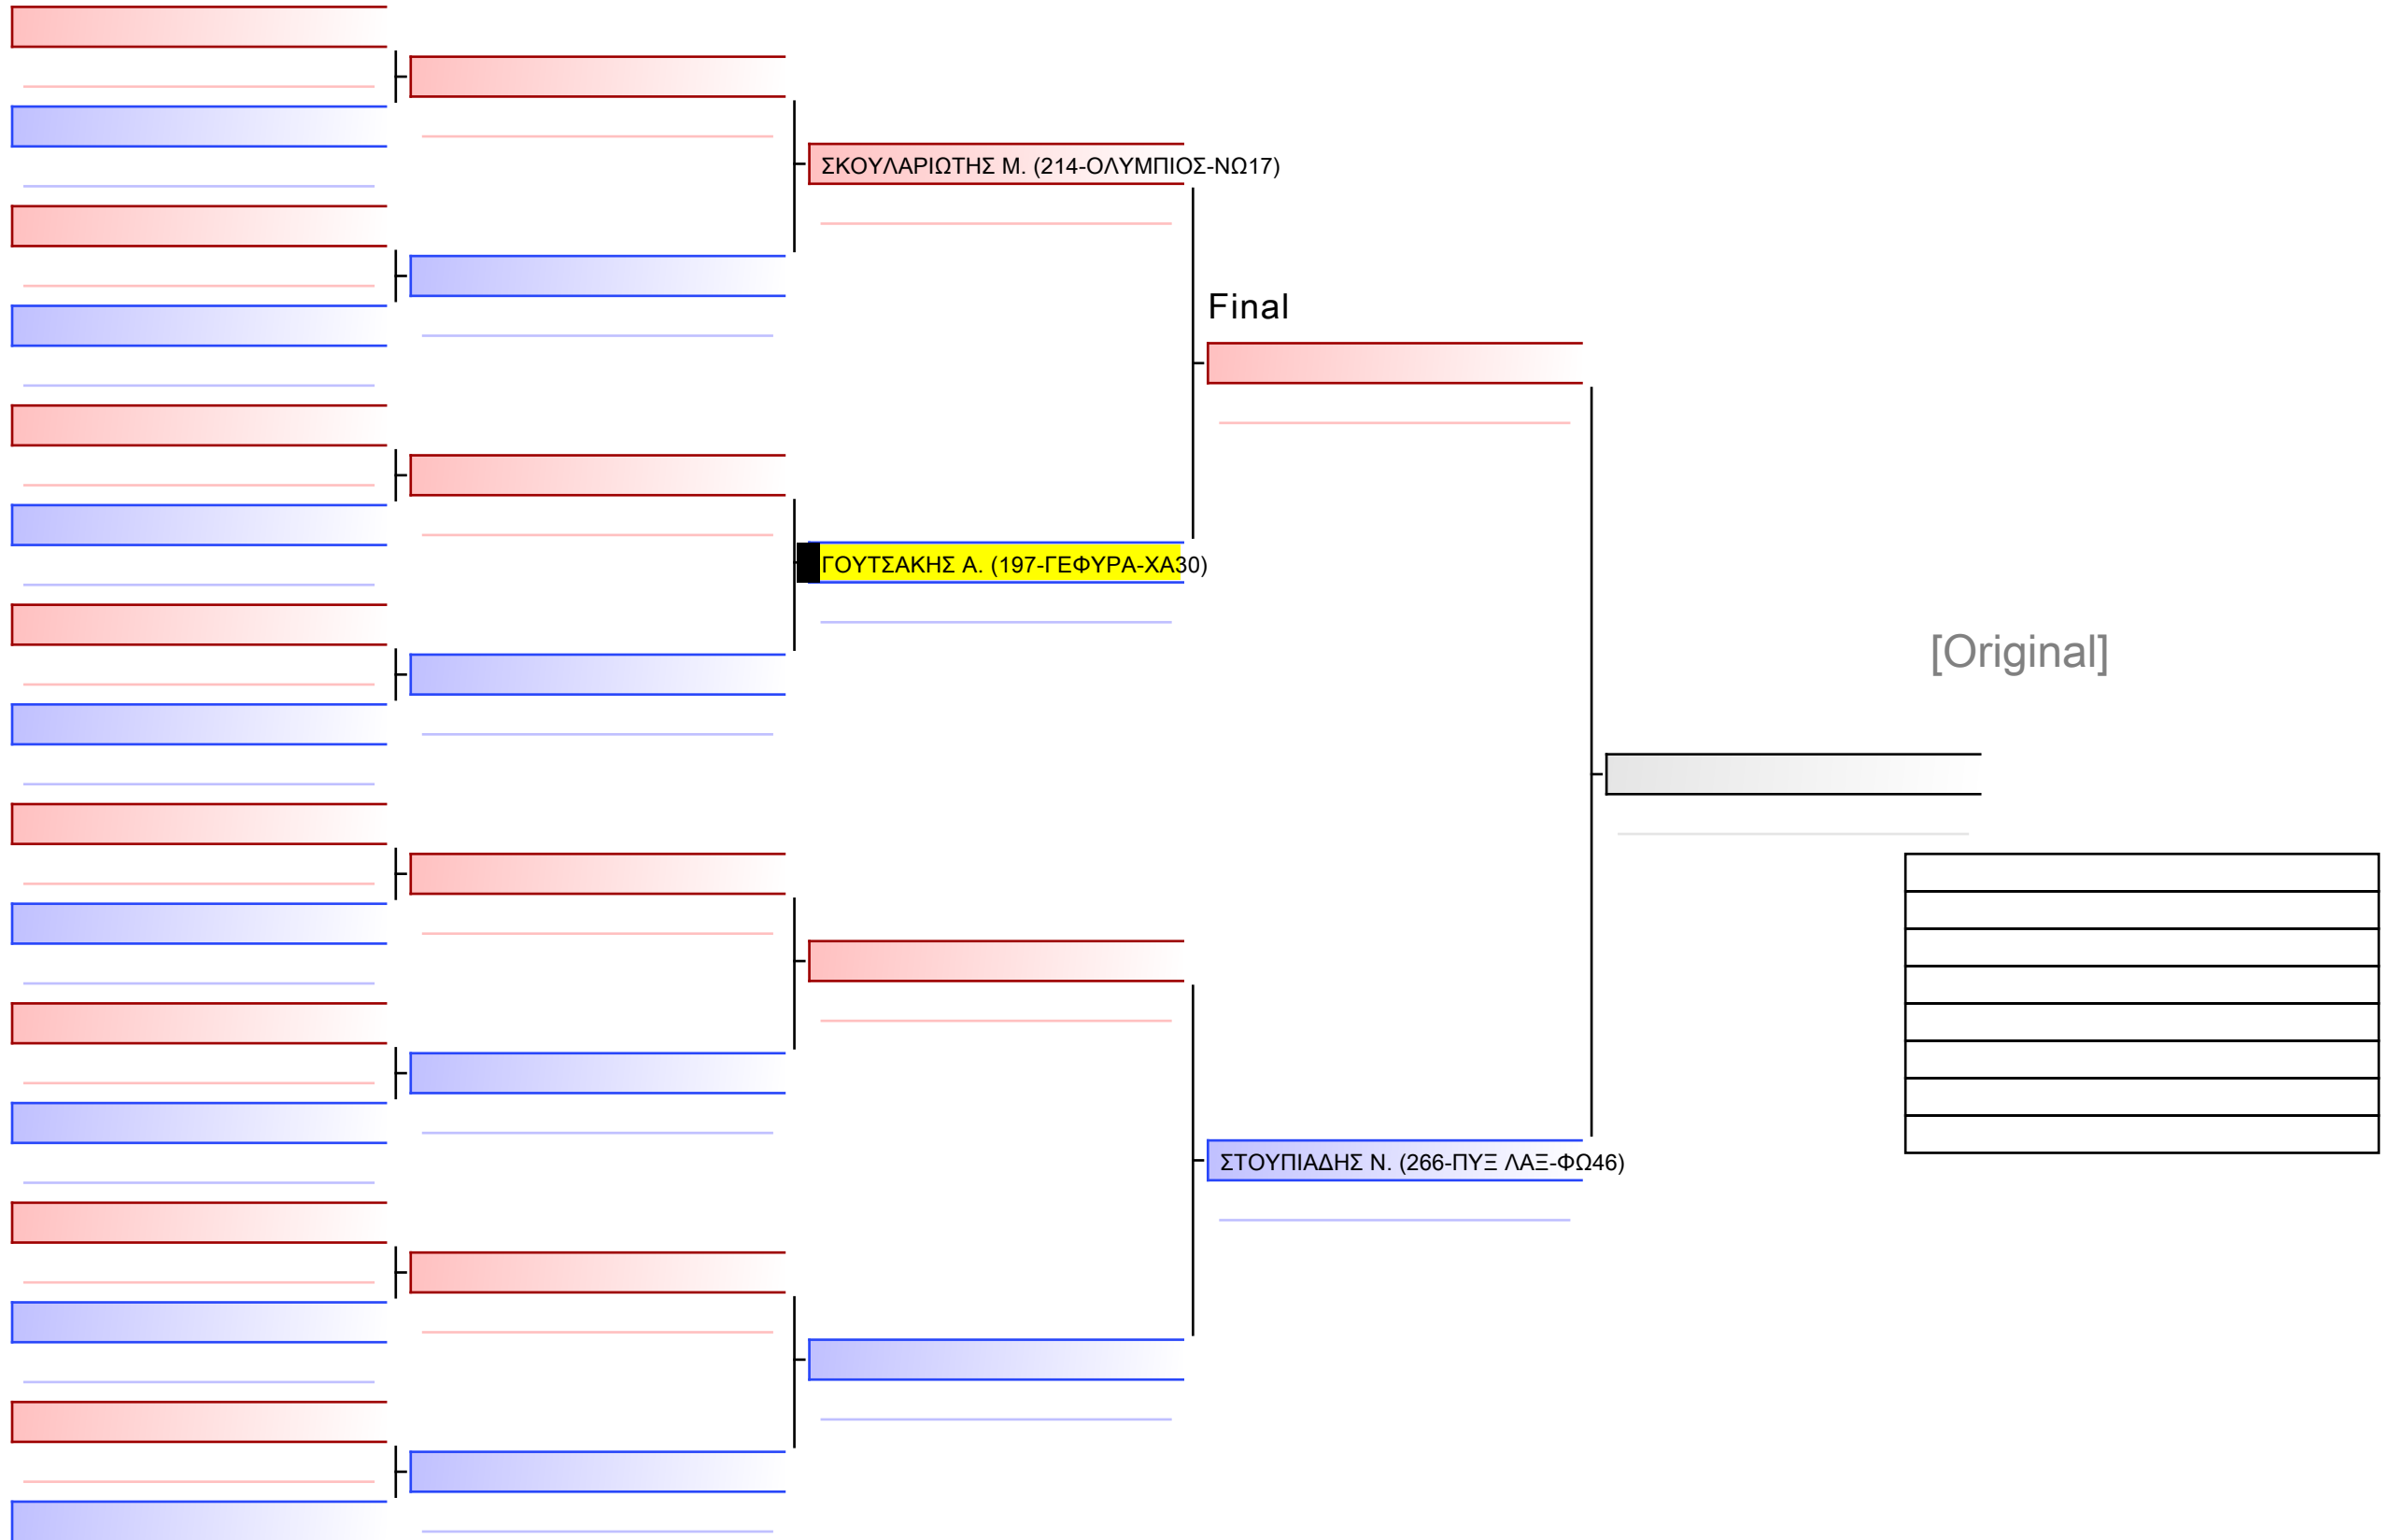 ΣΚΟΥΛΑΡΙΩΤΗΣ Μ. (214-ΟΛΥΜΠΙΟΣ-ΝΩ17)
Final
ΓΟΥΤΣΑΚΗΣ Α. (197-ΓΕΦΥΡΑ-ΧΑ30)
[Original]
ΣΤΟΥΠΙΑΔΗΣ Ν. (266-ΠΥΞ ΛΑΞ-ΦΩ46)